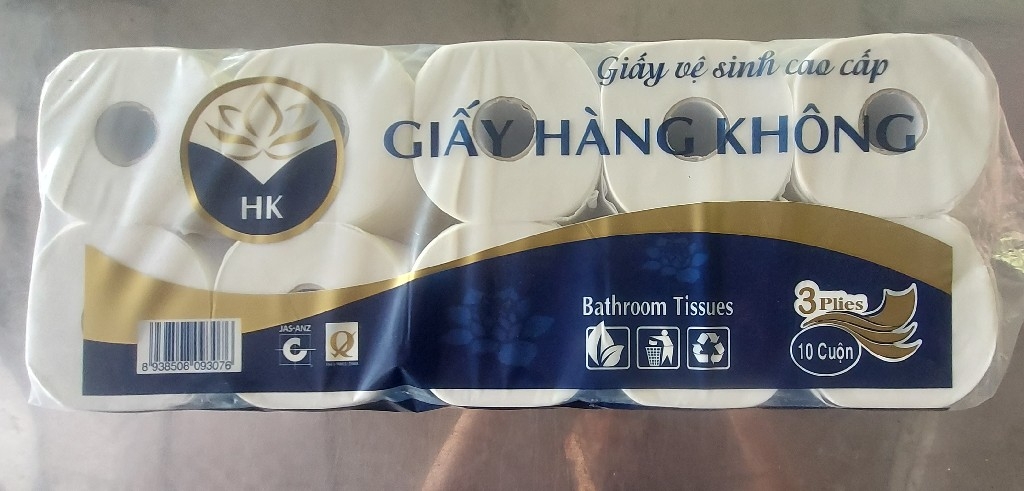 Giấy vệ sinh cao cấp
GIẤY HÀNG KHÔNG
HK
Bathroom Tissues
3 Plies
10 Cuộn
JAS-ANZ
8 938508 093076